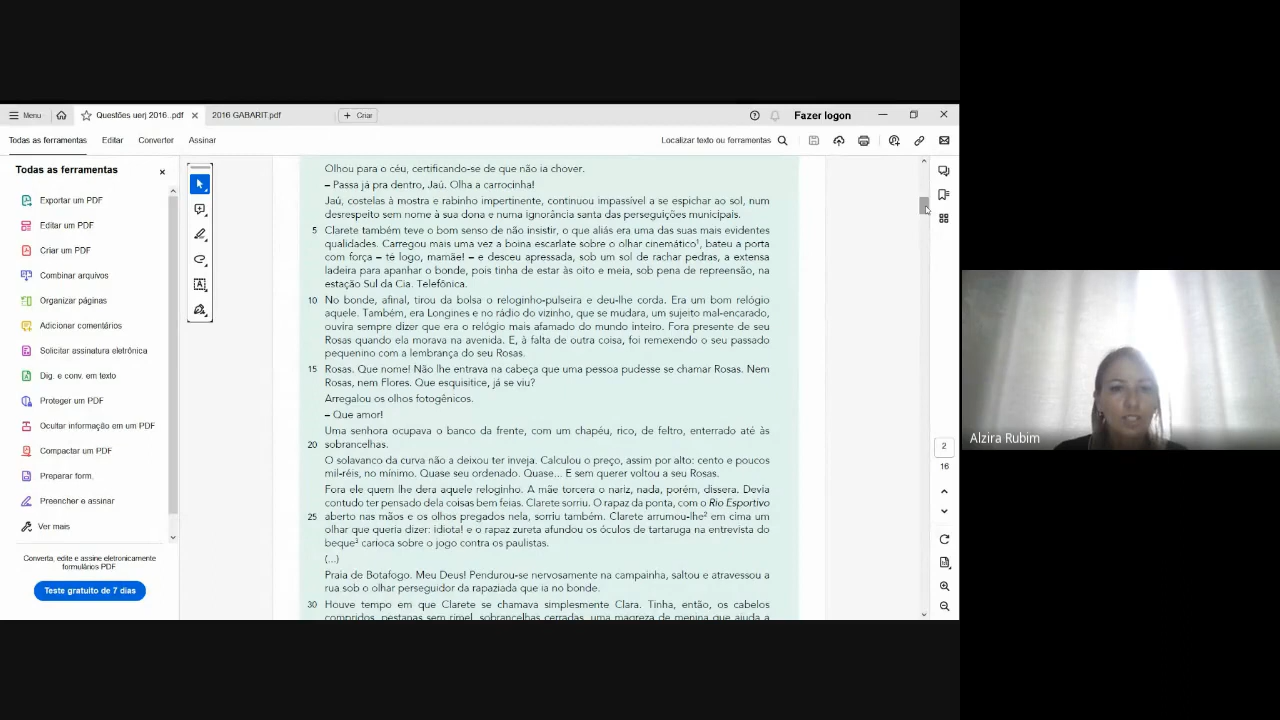 Menu
Questões uerj 2016..pdf
2016 GABARIT.pdf
+ Criar
Fazer logon
Todas as ferramentas
Editar
Converter
Assinar
Localizar texto ou ferramentas
Todas as ferramentas
Exportar um PDF
Editar um PDF
Criar um PDF
Combinar arquivos
Organizar páginas
Adicionar comentários
Solicitar assinatura eletrônica
Dig. e conv. em texto
Proteger um PDF
Ocultar informação em um PDF
Compactar um PDF
Preparar form.
Preencher e assinar
Ver mais
Converta, edite e assine eletronicamente
formulários PDF
Teste gratuito de 7 dias
Olhou para o céu, certificando-se de que não ia chover.
– Passa já pra dentro, Jaú. Olha a carrocinha!
Jaú, costelas à mostra e rabinho impertinente, continuou impassível a se espichar ao sol, num
desrespeito sem nome à sua dona e numa ignorância santa das perseguições municipais.
5 Clarete também teve o bom senso de não insistir, o que aliás era uma das suas mais evidentes
qualidades. Carregou mais uma vez a boina escarlate sobre o olhar cinemático¹, bateu a porta
com força – té logo, mamãe! – e desceu apressada, sob um sol de rachar pedras, a extensa
ladeira para apanhar o bonde, pois tinha de estar às oito e meia, sob pena de repreensão, na
estação Sul da Cia. Telefônica.
10 No bonde, afinal, tirou da bolsa o reloginho-pulseira e deu-lhe corda. Era um bom relógio
aquele. Também, era Longines e no rádio do vizinho, que se mudara, um sujeito mal-encarado,
ouvira sempre dizer que era o relógio mais afamado do mundo inteiro. Fora presente de seu
Rosas quando ela morava na avenida. E, à falta de outra coisa, foi remexendo o seu passado
pequenino com a lembrança do seu Rosas.
15 Rosas. Que nome! Não lhe entrava na cabeça que uma pessoa pudesse se chamar Rosas. Nem
Rosas, nem Flores. Que esquisitice, já se viu?
Arregalou os olhos fotogênicos.
– Que amor!
Uma senhora ocupava o banco da frente, com um chapéu, rico, de feltro, enterrado até às
20 sobrancelhas.
O solavanco da curva não a deixou ter inveja. Calculou o preço, assim por alto: cento e poucos
mil-réis, no mínimo. Quase seu ordenado. Quase... E sem querer voltou a seu Rosas.
Fora ele quem lhe dera aquele reloginho. A mãe torcera o nariz, nada, porém, dissera. Devia
contudo ter pensado dela coisas bem feias. Clarete sorriu. O rapaz da ponta, com o Rio Esportivo
25 aberto nas mãos e os olhos pregados nela, sorriu também. Clarete arrumou-lhe² em cima um
olhar que queria dizer: idiota! e o rapaz zureta afundou os óculos de tartaruga na entrevista do
beque³ carioca sobre o jogo contra os paulistas.
(...)
Praia de Botafogo. Meu Deus! Pendurou-se nervosamente na campainha, saltou e atravessou a
rua sob o olhar perseguidor da rapaziada que ia no bonde.
30 Houve tempo em que Clarete se chamava simplesmente Clara. Tinha, então, os cabelos
compridos, pestanas sem rímel, sobrancelhas cerradas, uma magreza de menina que ajuda a
2
16
Alzira Rubim